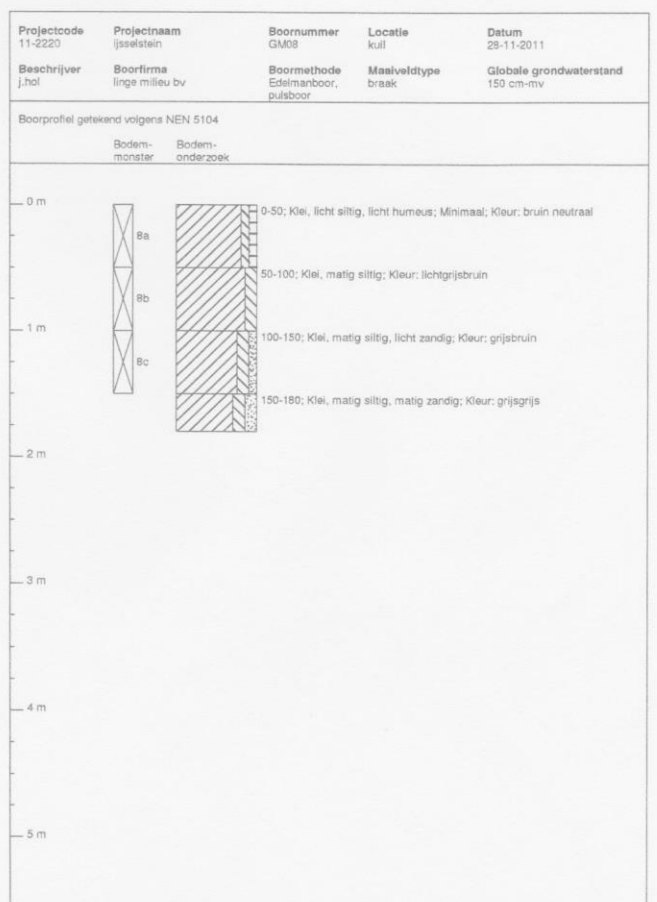 Projectcode Projectnaam Boornummer Locatie Datum
11-2220 ijsselstein GM08 kuil 28-11-2011
Beschrijver Boorfirma Boormethode Maaiveldtype Globale grondwaterstand
j.hol linge milieu bv Edelmanboor, braak 150 cm-mv
pulsboor
Boorprofiel getekend volgens NEN 5104
Bodem- Bodem-
monster onderzoek
0 m
0-50; Klei, licht siltig, licht humeus; Minimaal; Kleur: bruin neutraal
8a
50-100; Klei, matig siltig; Kleur: lichtgrijsbruin
8b
1 m
100-150; Klei, matig siltig, licht zandig; Kleur: grijsbruin
8c
150-180; Klei, matig siltig, matig zandig; Kleur: grijsgrijs
2 m
3 m
4 m
5 m